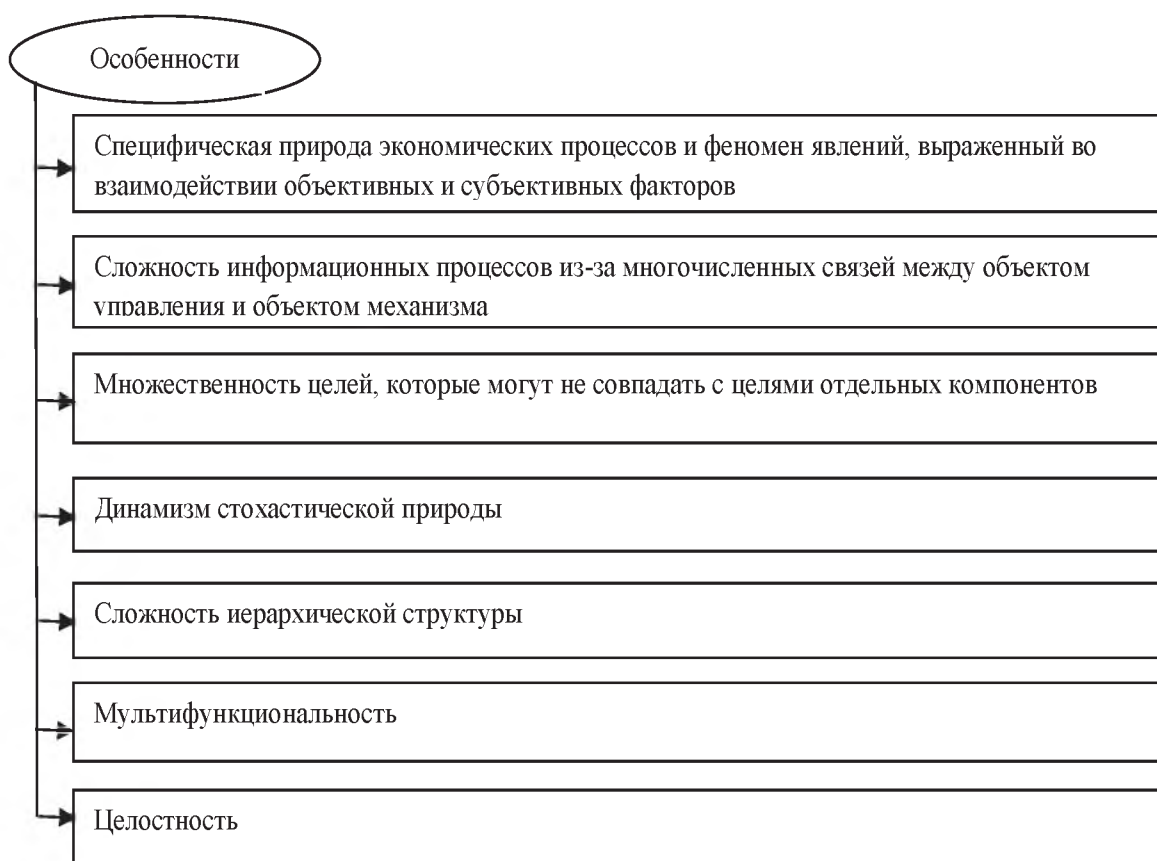 Особенности
Специфическая природа экономических процессов и феномен явлений, выраженный во
взаимодействии объективных и субъективных факторов
Сложность информационных процессов из-за многочисленных связей между объектом
управления и объектом механизма
Множественность целей, которые могут не совпадать с целями отдельных компонентов
Динамизм стохастической природы
Сложность иерархической структуры
Мультифункциональность
Целостность